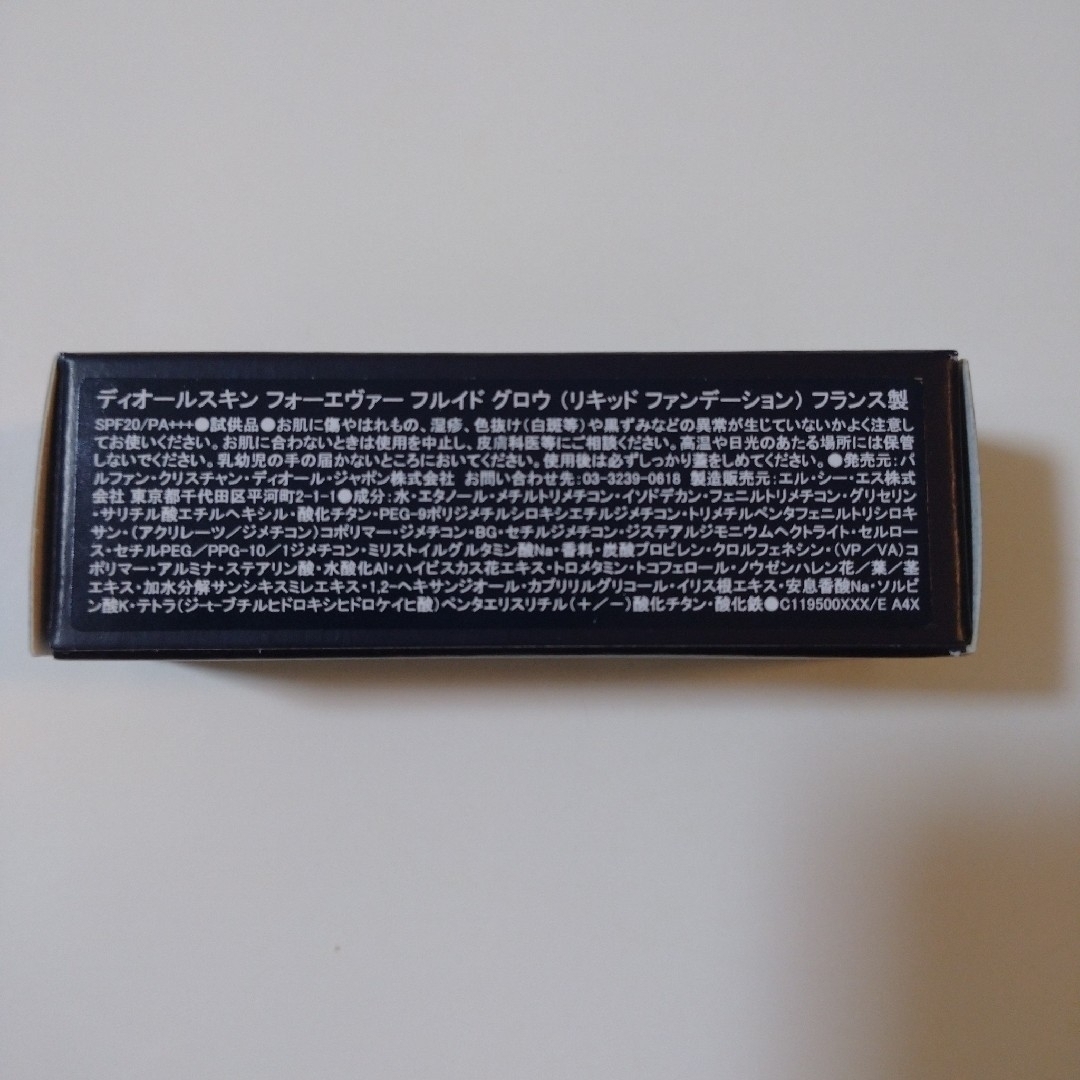 ディオールスキン フォーエヴァー フルイド グロウ (リキッド ファンデーション) フランス製
SPF20/PA+++●試供品●お肌に傷やはれもの、湿疹、色抜け(白斑等)や黒ずみなどの異常が生じていないかよく注意し
てお使いください。お肌に合わないときは使用を中止し、皮膚科医等にご相談ください。高温や日光のあたる場所には保管
しないでください。乳幼児の手の届かないところにおいてください。使用後は必ずしっかり蓋をしめてください。●発売元:パ
ルファン・クリスチャン・ディオール・ジャポン株式会社 お問い合わせ先:03-3239-0618 製造販売元:エル・シー・エス株式
会社 東京都千代田区平河町2-1-1●成分:水・エタノール・メチルトリメチコン・イソドデカン・フェニルトリメチコン・グリセリン
・サリチル酸エチルヘキシル・酸化チタン・PEG-9ポリジメチルシロキシエチルジメチコン・トリメチルペンタフェニルトリシロキ
サン・(アクリレーツ/ジメチコン)コポリマー・ジメチコン・BG・セチルジメチコン・ジステアルジモニウムヘクトライト・セルロー
ス・セチルPEG/PPG-10/1ジメチコン・ミリストイルグルタミン酸Na・香料・炭酸プロピレン・クロルフェネシン・(VP/VA)コ
ポリマー・アルミナ・ステアリン酸・水酸化Al・ハイビスカス花エキス・トロメタミン・トコフェロール・ノウゼンハレン花/葉/茎
エキス・加水分解サンシキスミレエキス・1,2-ヘキサンジオール・カプリリルグリコール・イリス根エキス・安息香酸Na・ソルビ
ン酸K・テトラ(ジ-t-ブチルヒドロキシヒドロケイヒ酸)ペンタエリスリチル(+/-)酸化チタン・酸化鉄●C119500XXX/E A4X